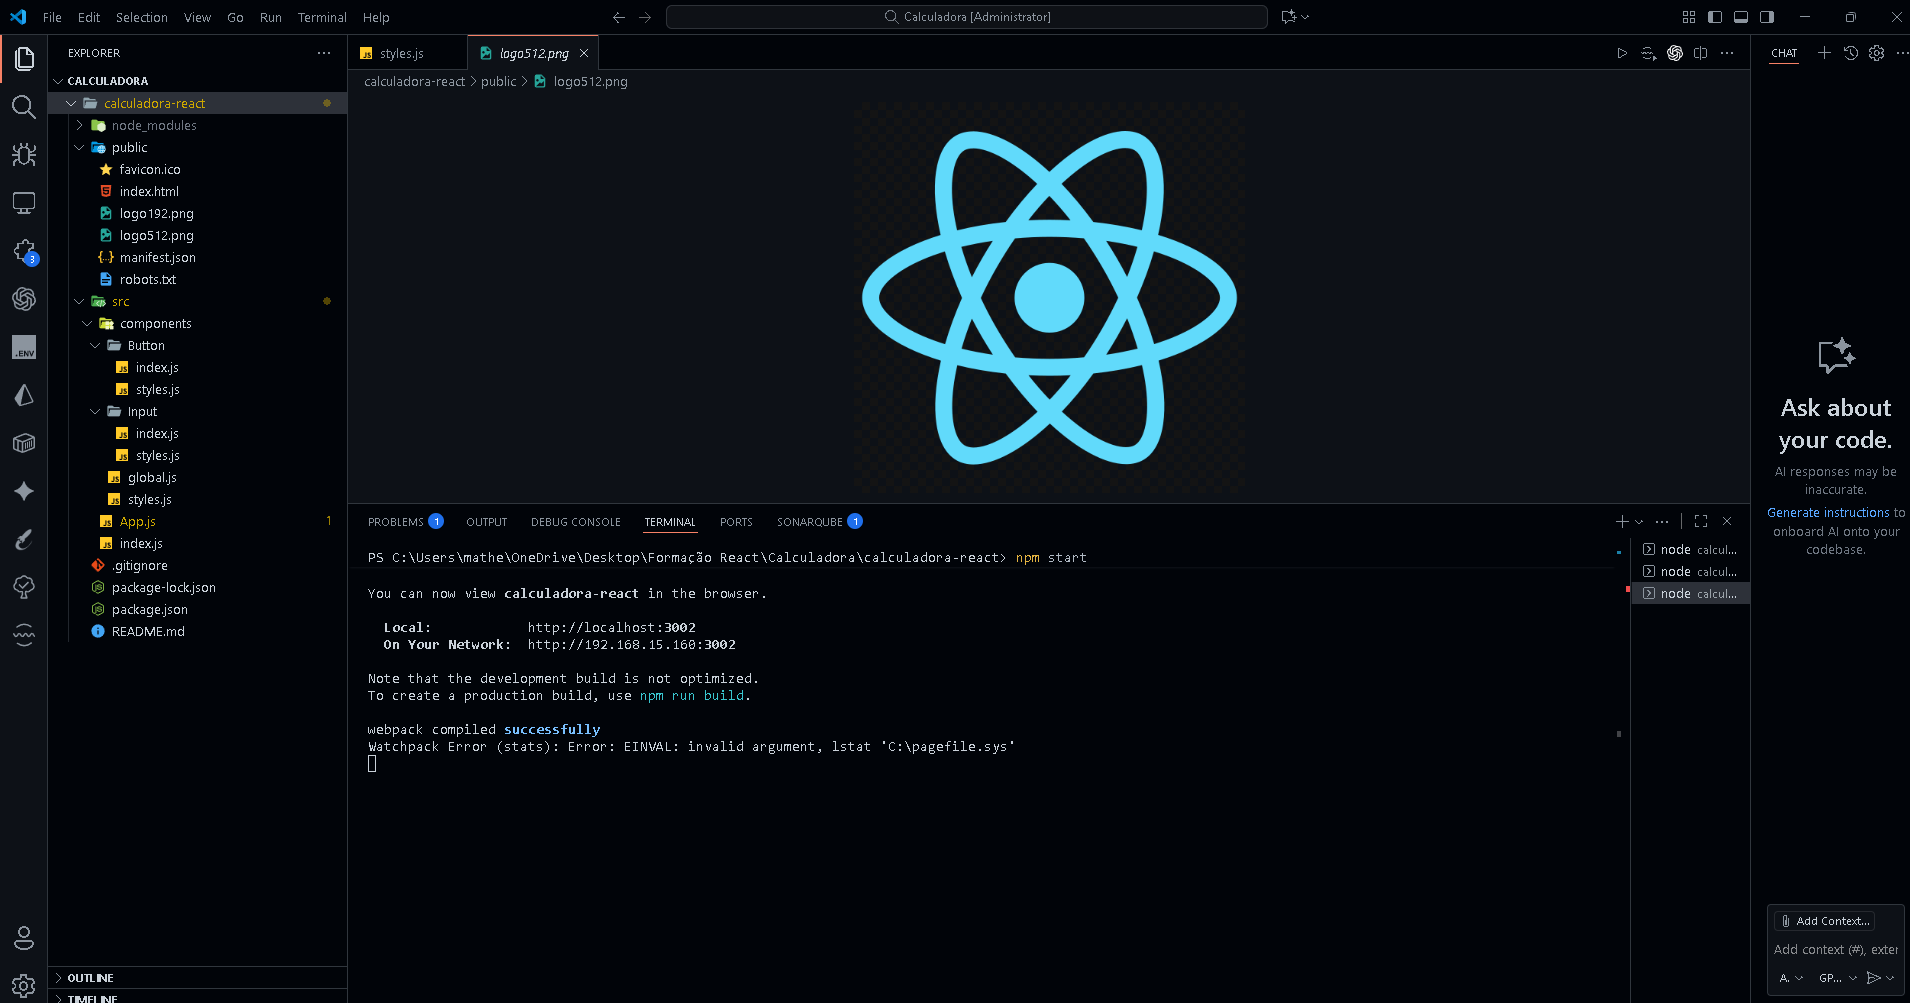 File Edit Selection View Go Run Terminal Help
Calculadora [Administrator]
EXPLORER
CALCULADORA
calculadora-react
node_modules
public
favicon.ico
index.html
logo192.png
logo512.png
manifest.json
robots.txt
src
components
Button
index.js
styles.js
Input
index.js
styles.js
global.js
styles.js
App.js 1
index.js
.gitignore
package-lock.json
package.json
README.md
OUTLINE
TIMELINE
3
.ENV
styles.js
logo512.png
calculadora-react > public > logo512.png
PROBLEMS 1 OUTPUT DEBUG CONSOLE TERMINAL PORTS SONARQUBE 1
PS C:\Users\mathe\OneDrive\Desktop\Formação React\Calculadora\calculadora-react> npm start
You can now view calculadora-react in the browser.
Local: http://localhost:3002
On Your Network: http://192.168.15.160:3002
Note that the development build is not optimized.
To create a production build, use npm run build.
webpack compiled successfully
Watchpack Error (stats): Error: EINVAL: invalid argument, lstat 'C:\pagefile.sys'
node calcul...
node calcul...
node calcul...
CHAT
Ask about
your code.
AI responses may be
inaccurate.
Generate instructions to
onboard AI onto your
codebase.
Add Context...
Add context (#), exter
A. GP...